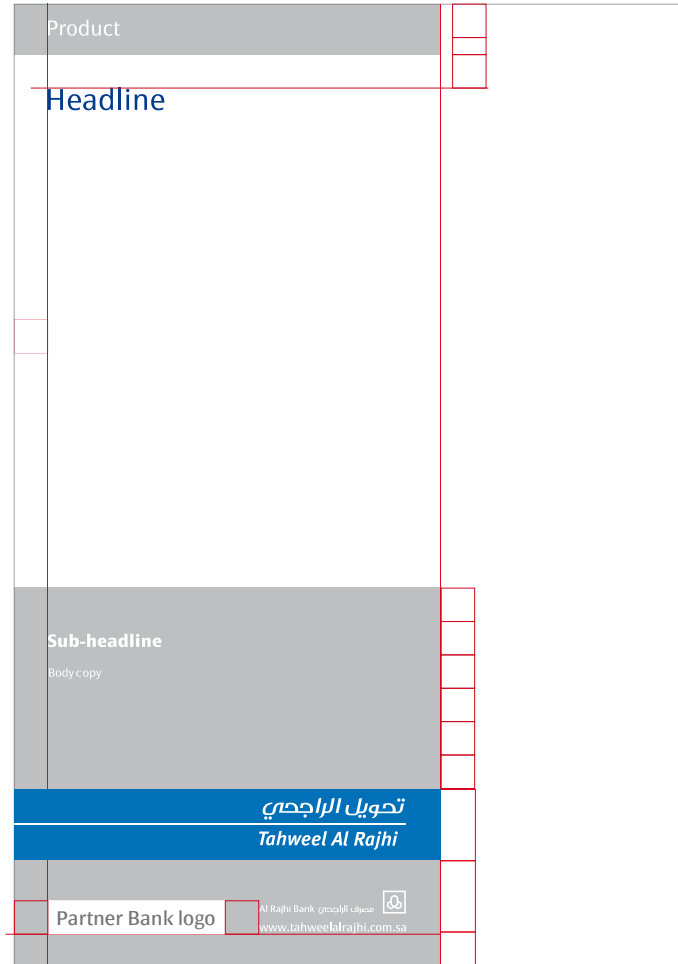 Product
Headline
Sub-headline
Body copy
تحويل الراجحي
Tahweel Al Rajhi
Al Rajhi Bank مصرف الراجحي
Partner Bank logo
www.tahweelalrajhi.com.sa